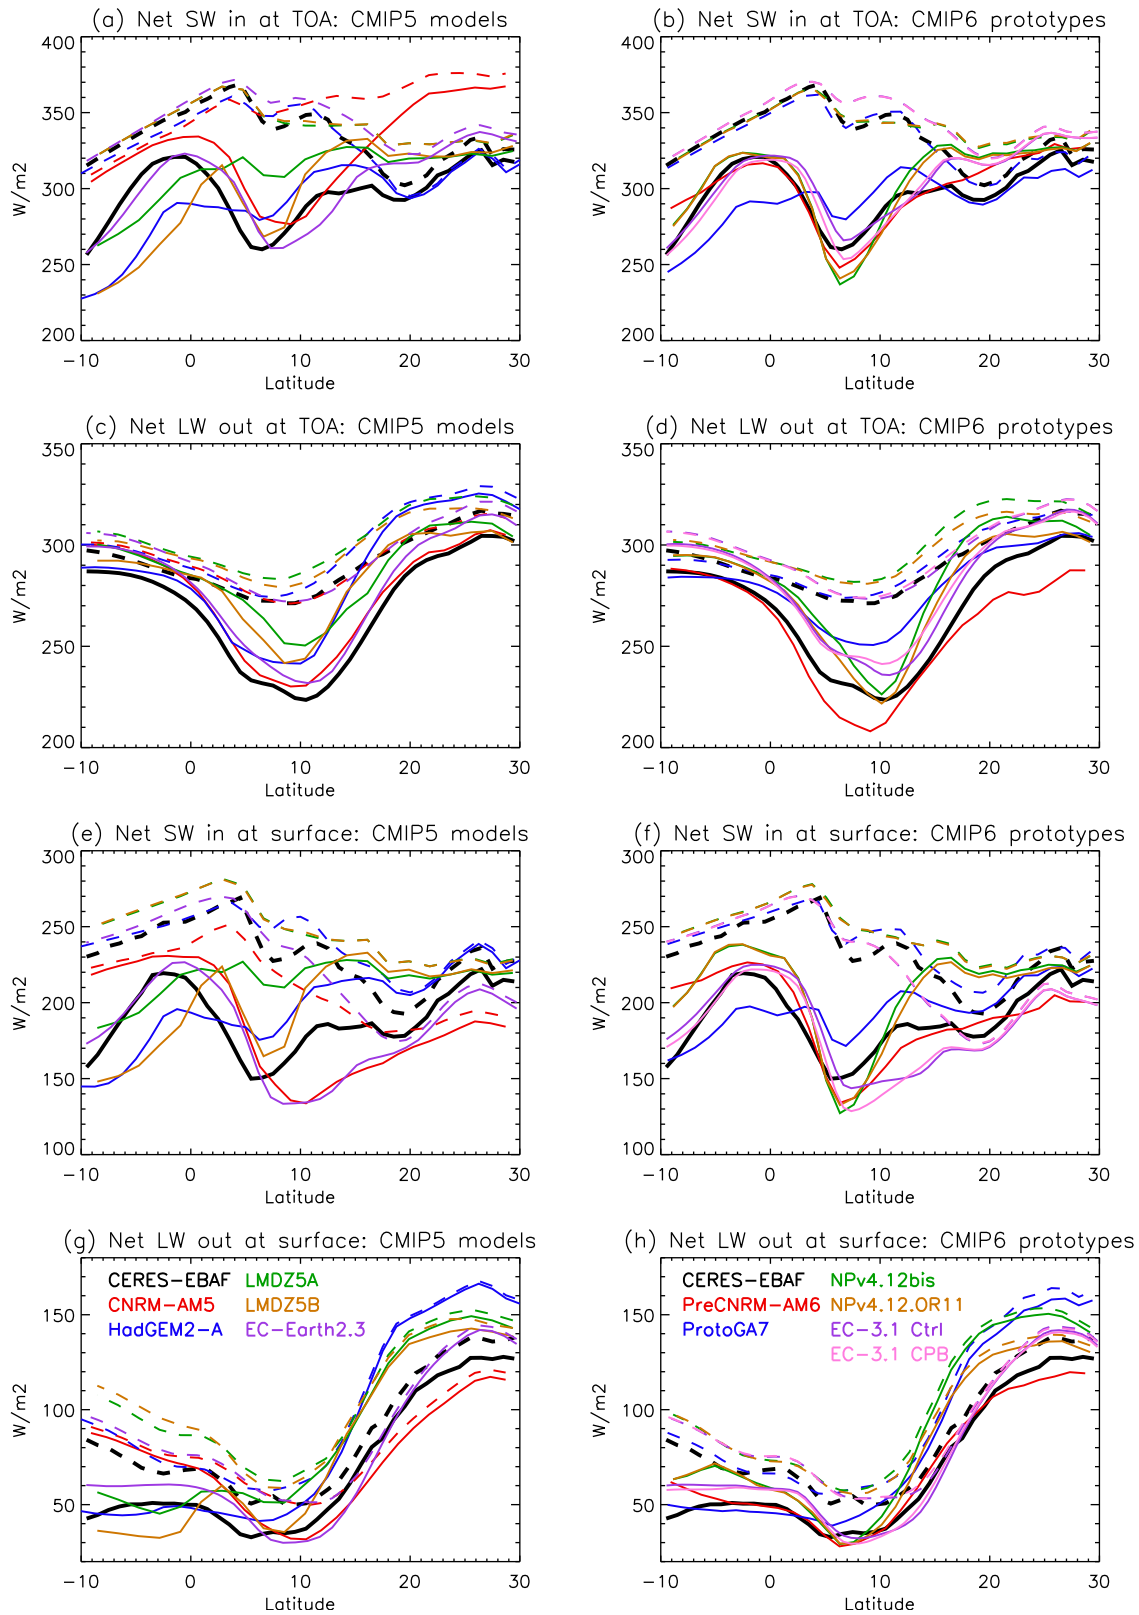 (a) Net SW in at TOA: CMIP5 models
400
350
300
250
200
W/m2
-10 0 10 20 30
Latitude
(b) Net SW in at TOA: CMIP6 prototypes
400
350
300
250
200
W/m2
-10 0 10 20 30
Latitude
(c) Net LW out at TOA: CMIP5 models
350
300
250
200
W/m2
-10 0 10 20 30
Latitude
(d) Net LW out at TOA: CMIP6 prototypes
350
300
250
200
W/m2
-10 0 10 20 30
Latitude
(e) Net SW in at surface: CMIP5 models
300
250
200
150
100
W/m2
-10 0 10 20 30
Latitude
(f) Net SW in at surface: CMIP6 prototypes
300
250
200
150
100
W/m2
-10 0 10 20 30
Latitude
(g) Net LW out at surface: CMIP5 models
CERES-EBAF LMDZ5A
CNRM-AM5 LMDZ5B
HadGEM2-A EC-Earth2.3
150
100
50
W/m2
-10 0 10 20 30
Latitude
(h) Net LW out at surface: CMIP6 prototypes
CERES-EBAF NPv4.12bis
PreCNRM-AM6 NPv4.12.OR11
ProtoGA7 EC-3.1 Ctrl
EC-3.1 CPB
150
100
50
W/m2
-10 0 10 20 30
Latitude